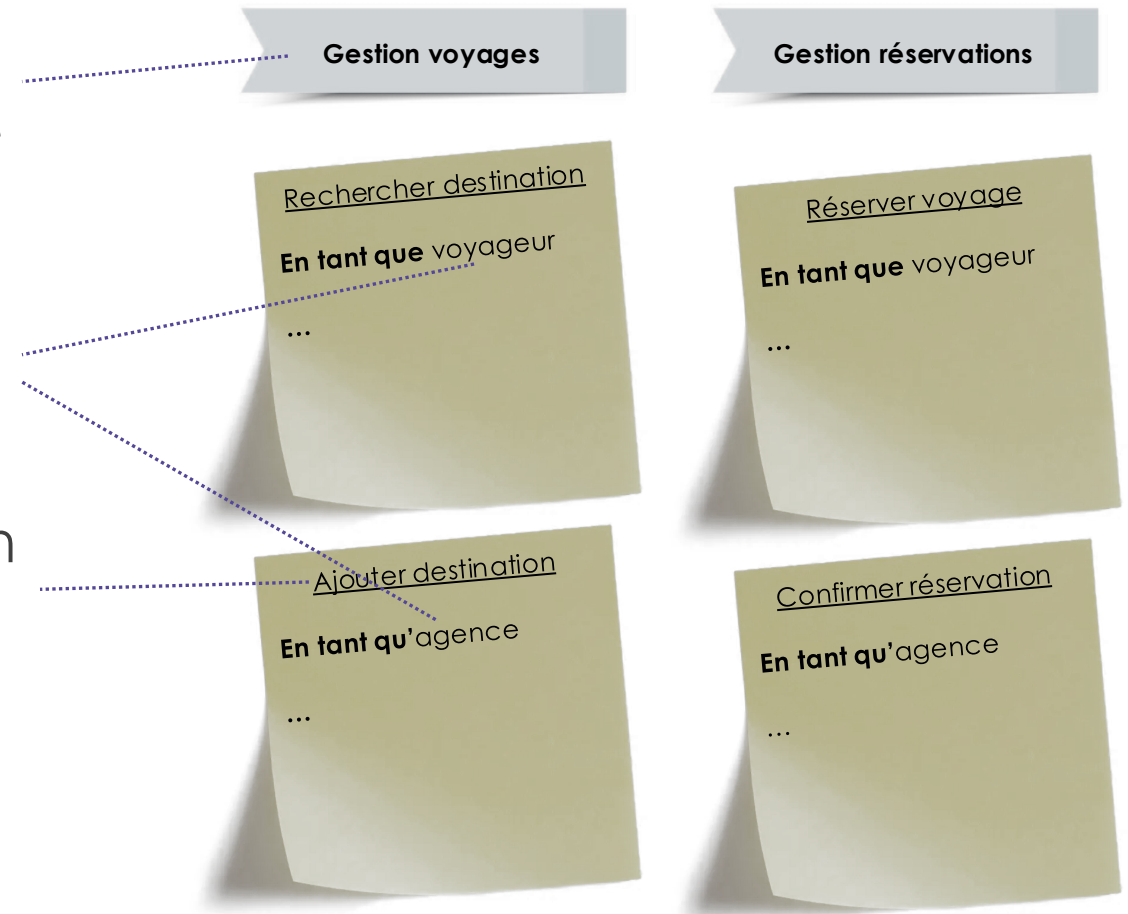 Gestion voyages
Gestion réservations
Rechercher destination
En tant que voyageur
...
Réserver voyage
En tant que voyageur
...
n
Ajouter destination
En tant qu'agence
...
Confirmer réservation
En tant qu'agence
...